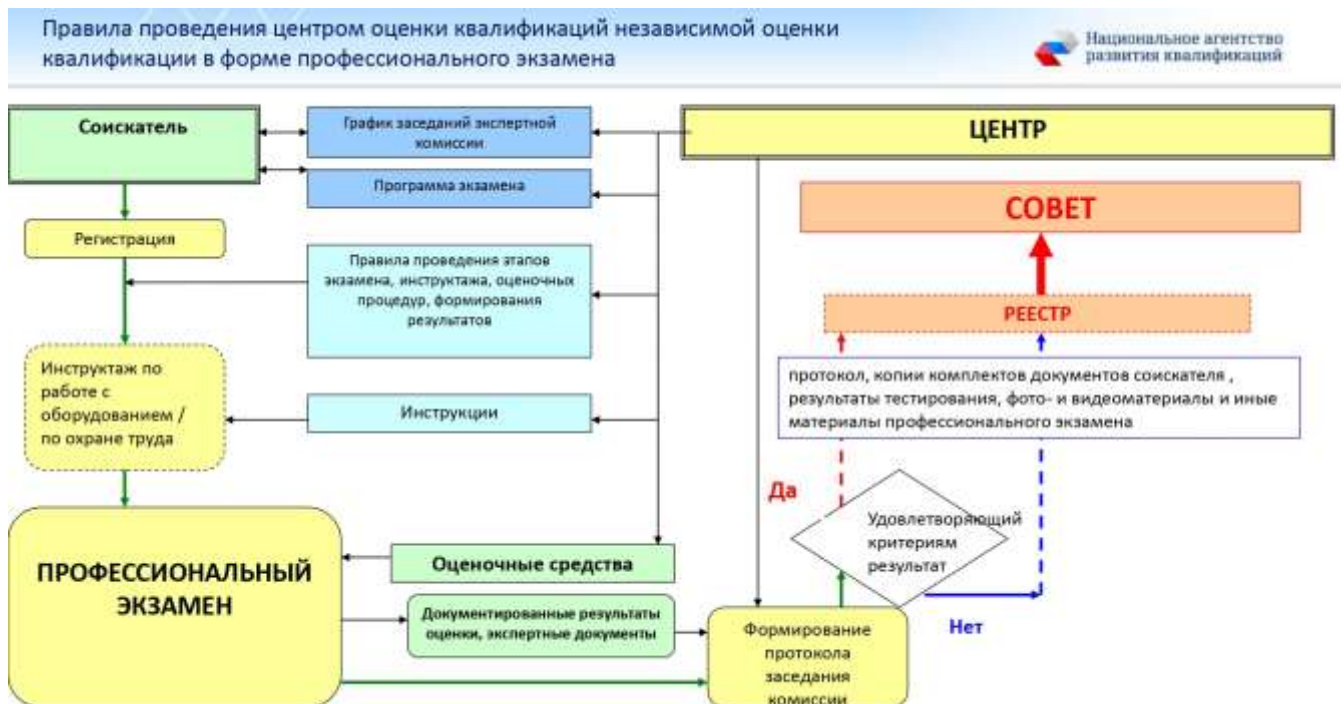 Правила проведения центром оценки квалификаций независимой оценки
квалификации в форме профессионального экзамена
Национальное агентство
развития квалификаций
Соискатель
График заседаний экспертной
комиссии
ЦЕНТР
Программа экзамена
СОВЕТ
Регистрация
Правила проведения этапов
экзамена, инструктажа, оценочных
процедур, формирования
результатов
РЕЕСТР
Инструктаж по
работе с
оборудованием /
по охране труда
Инструкции
протокол, копии комплектов документов соискателя ,
результаты тестирования, фото- и видеоматериалы и иные
материалы профессионального экзамена
Да
Удовлетворяющий
критериям
результат
Нет
ПРОФЕССИОНАЛЬНЫЙ
ЭКЗАМЕН
Оценочные средства
Документированные результаты
оценки, экспертные документы
Формирование
протокола
заседания
комиссии